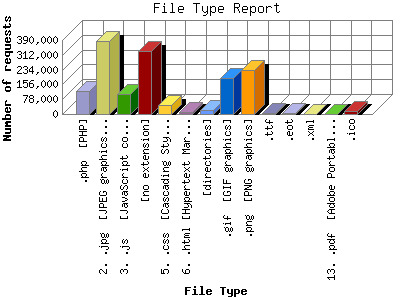 File Type Report
Number of requests
390,000
312,000
234,000
156,000
78,000
0
.php [PHP]
2. .jpg [JPEG graphics...
3. .js [JavaScript co...
[no extension]
5. .css [Cascading Sty...
6. .html [Hypertext Mar...
[directories]
.gif [GIF graphics]
.png [PNG graphics]
.ttf
.eot
.xml
13. .pdf [Adobe Portabl...
.ico
File Type